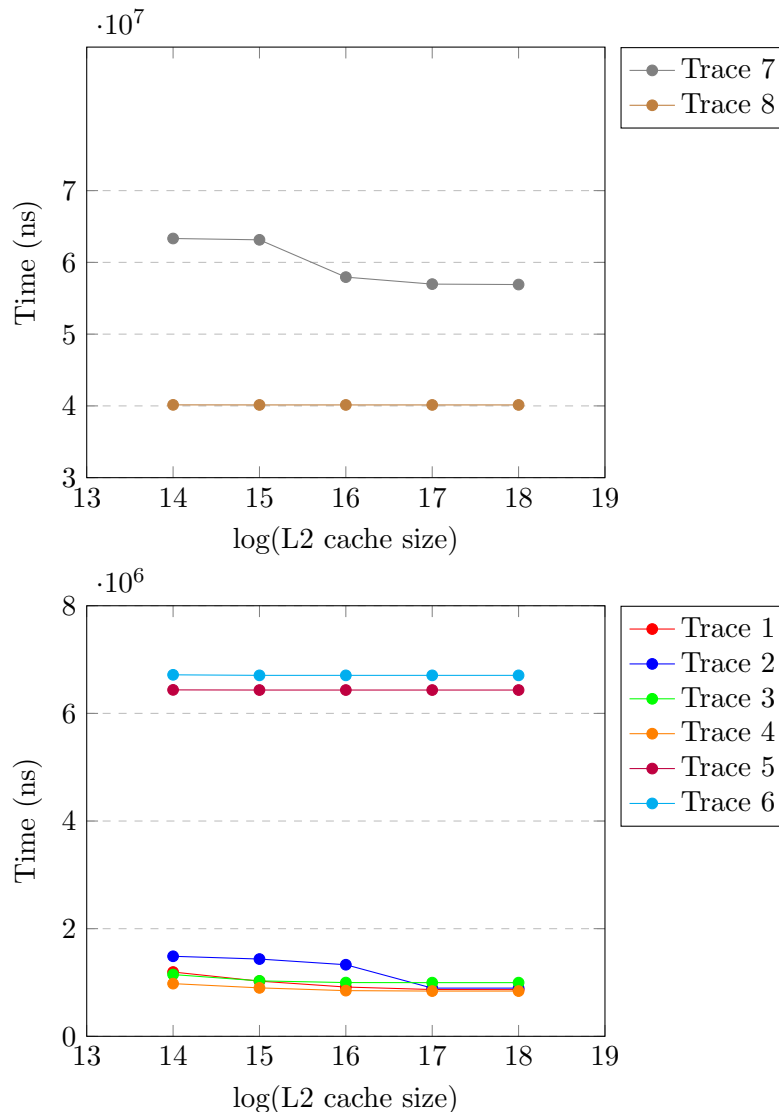 ·10^7
Trace 7
Trace 8
7
6
5
4
3
Time (ns)
13 14 15 16 17 18 19
log(L2 cache size)
·10^6
Trace 1
Trace 2
Trace 3
Trace 4
Trace 5
Trace 6
8
6
4
2
0
Time (ns)
13 14 15 16 17 18 19
log(L2 cache size)